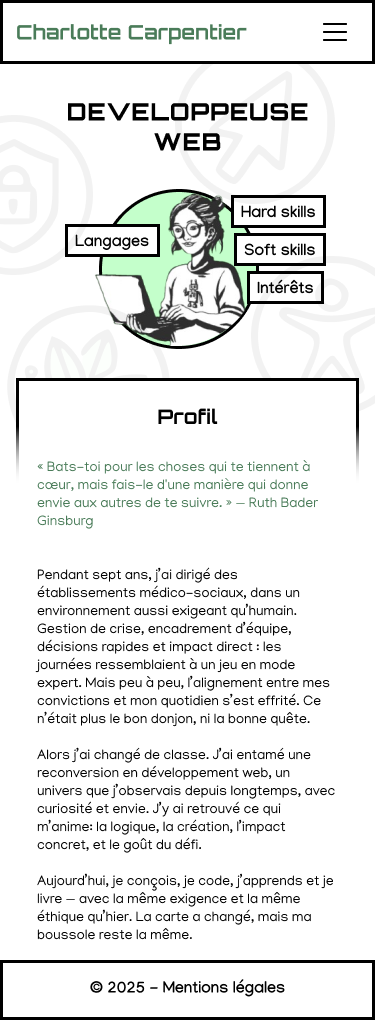 Charlotte Carpentier
DEVELOPPEUSE
WEB
Langages
Hard skills
Soft skills
Intérêts
Profil
« Bats-toi pour les choses qui te tiennent à
cœur, mais fais-le d'une manière qui donne
envie aux autres de te suivre. » — Ruth Bader
Ginsburg
Pendant sept ans, j’ai dirigé des
établissements médico-sociaux, dans un
environnement aussi exigeant qu’humain.
Gestion de crise, encadrement d’équipe,
décisions rapides et impact direct : les
journées ressemblaient à un jeu en mode
expert. Mais peu à peu, l’alignement entre mes
convictions et mon quotidien s’est effrité. Ce
n’était plus le bon donjon, ni la bonne quête.
Alors j’ai changé de classe. J’ai entamé une
reconversion en développement web, un
univers que j’observais depuis longtemps, avec
curiosité et envie. J’y ai retrouvé ce qui
m’anime: la logique, la création, l’impact
concret, et le goût du défi.
Aujourd’hui, je conçois, je code, j’apprends et je
livre — avec la même exigence et la même
éthique qu’hier. La carte a changé, mais ma
boussole reste la même.
© 2025 - Mentions légales